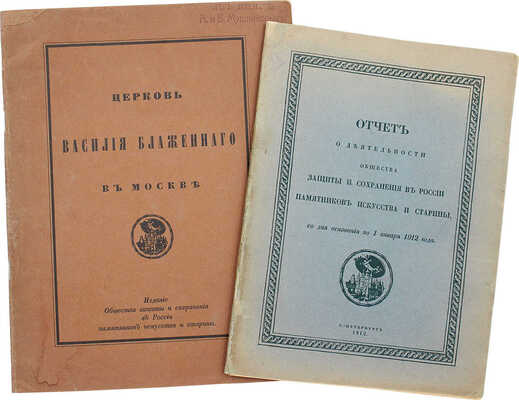 ЦЕРКОВЬ
ВАСИЛІЯ БЛАЖЕННАГО
ВЪ МОСКВѢ
Изданіе
Общества защиты и сохраненія
въ Россіи
памятниковъ искусства и старины.
ОТЧЕТЪ
О ДѢЯТЕЛЬНОСТИ
ОБЩЕСТВА
ЗАЩИТЫ И СОХРАНЕНІЯ ВЪ РОССІИ
ПАМЯТНИКОВЪ ИСКУССТВА И СТАРИНЫ,
со дня основанія по 1 января 1912 года.
С.-ПЕТЕРБУРГЪ
1912.